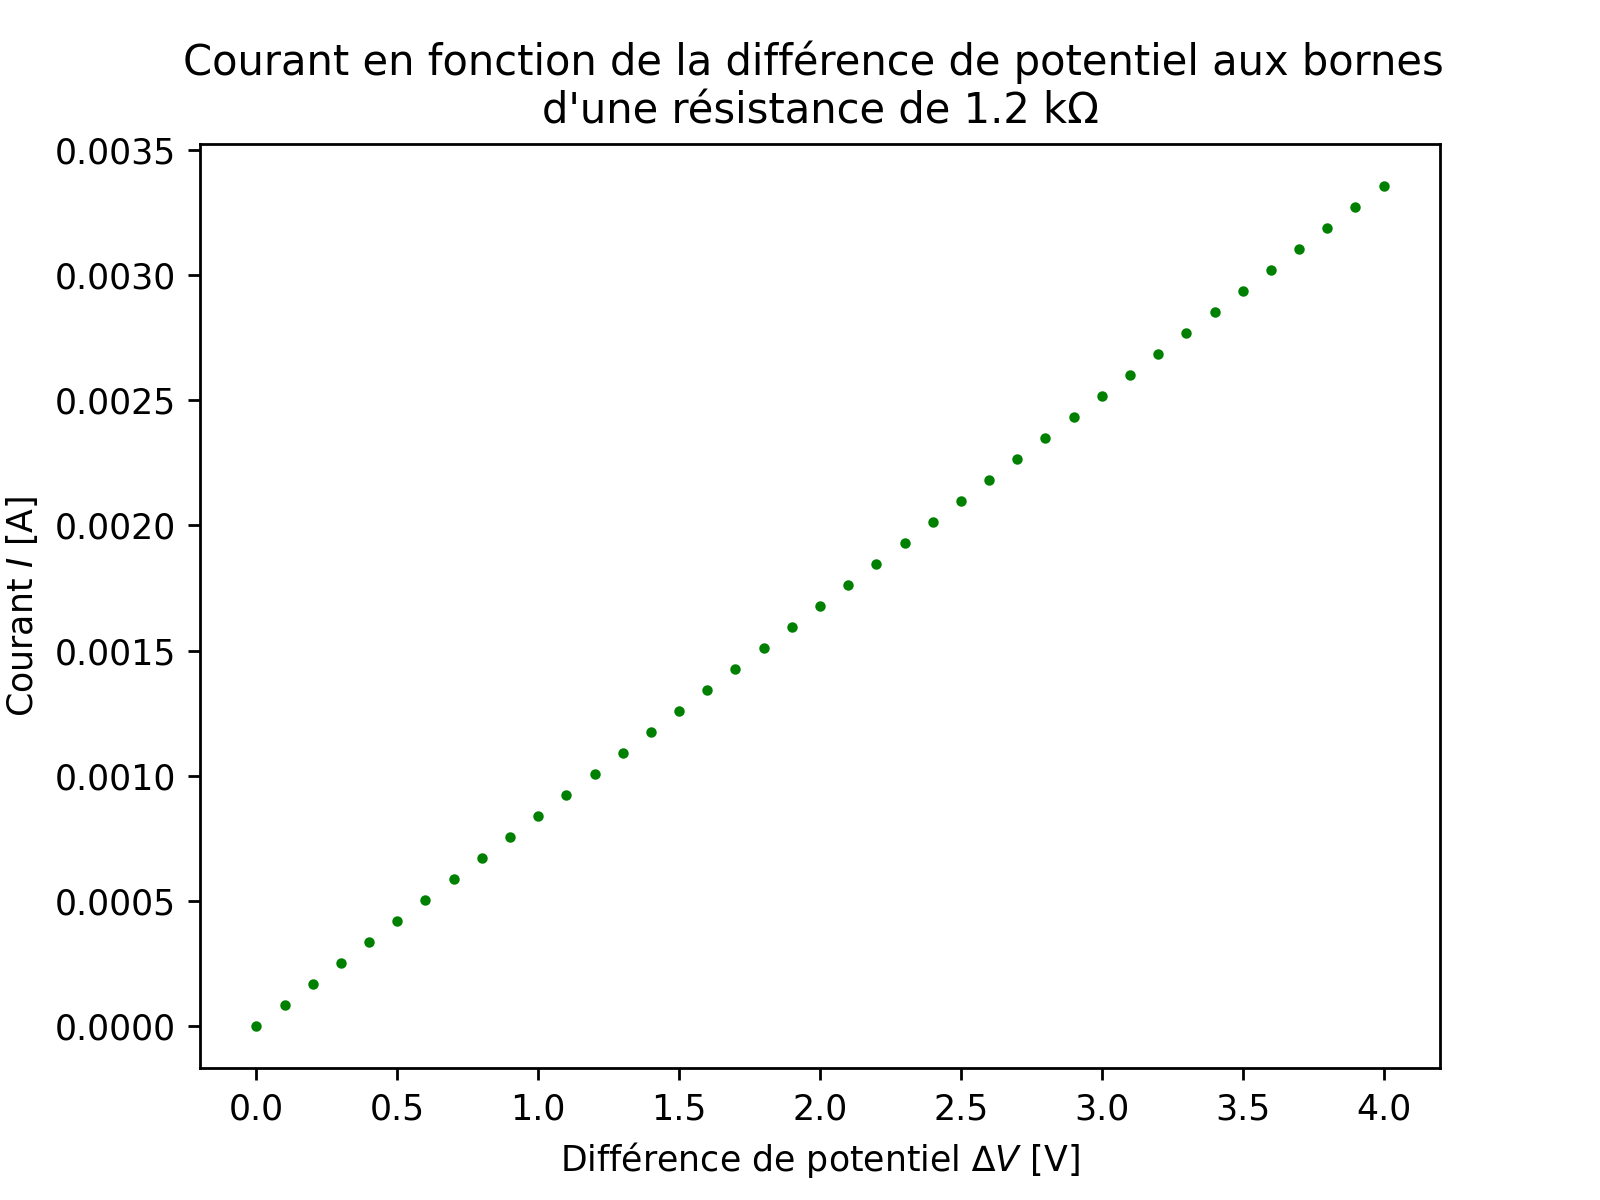 Courant en fonction de la différence de potentiel aux bornes
d'une résistance de 1.2 kΩ
0.0035
0.0030
0.0025
0.0020
0.0015
0.0010
0.0005
0.0000
Courant I [A]
0.0 0.5 1.0 1.5 2.0 2.5 3.0 3.5 4.0
Différence de potentiel ΔV [V]